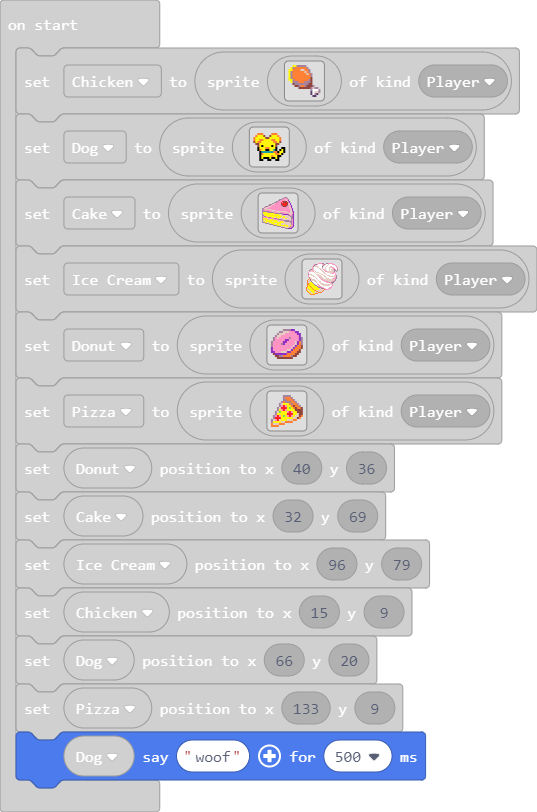 on start
set Chicken to sprite of kind Player
set Dog to sprite of kind Player
set Cake to sprite of kind Player
set Ice Cream to sprite of kind Player
set Donut to sprite of kind Player
set Pizza to sprite of kind Player
set Donut position to x 40 y 36
set Cake position to x 32 y 69
set Ice Cream position to x 96 y 79
set Chicken position to x 15 y 9
set Dog position to x 66 y 20
set Pizza position to x 133 y 9
Dog say "woof" + for 500 ms